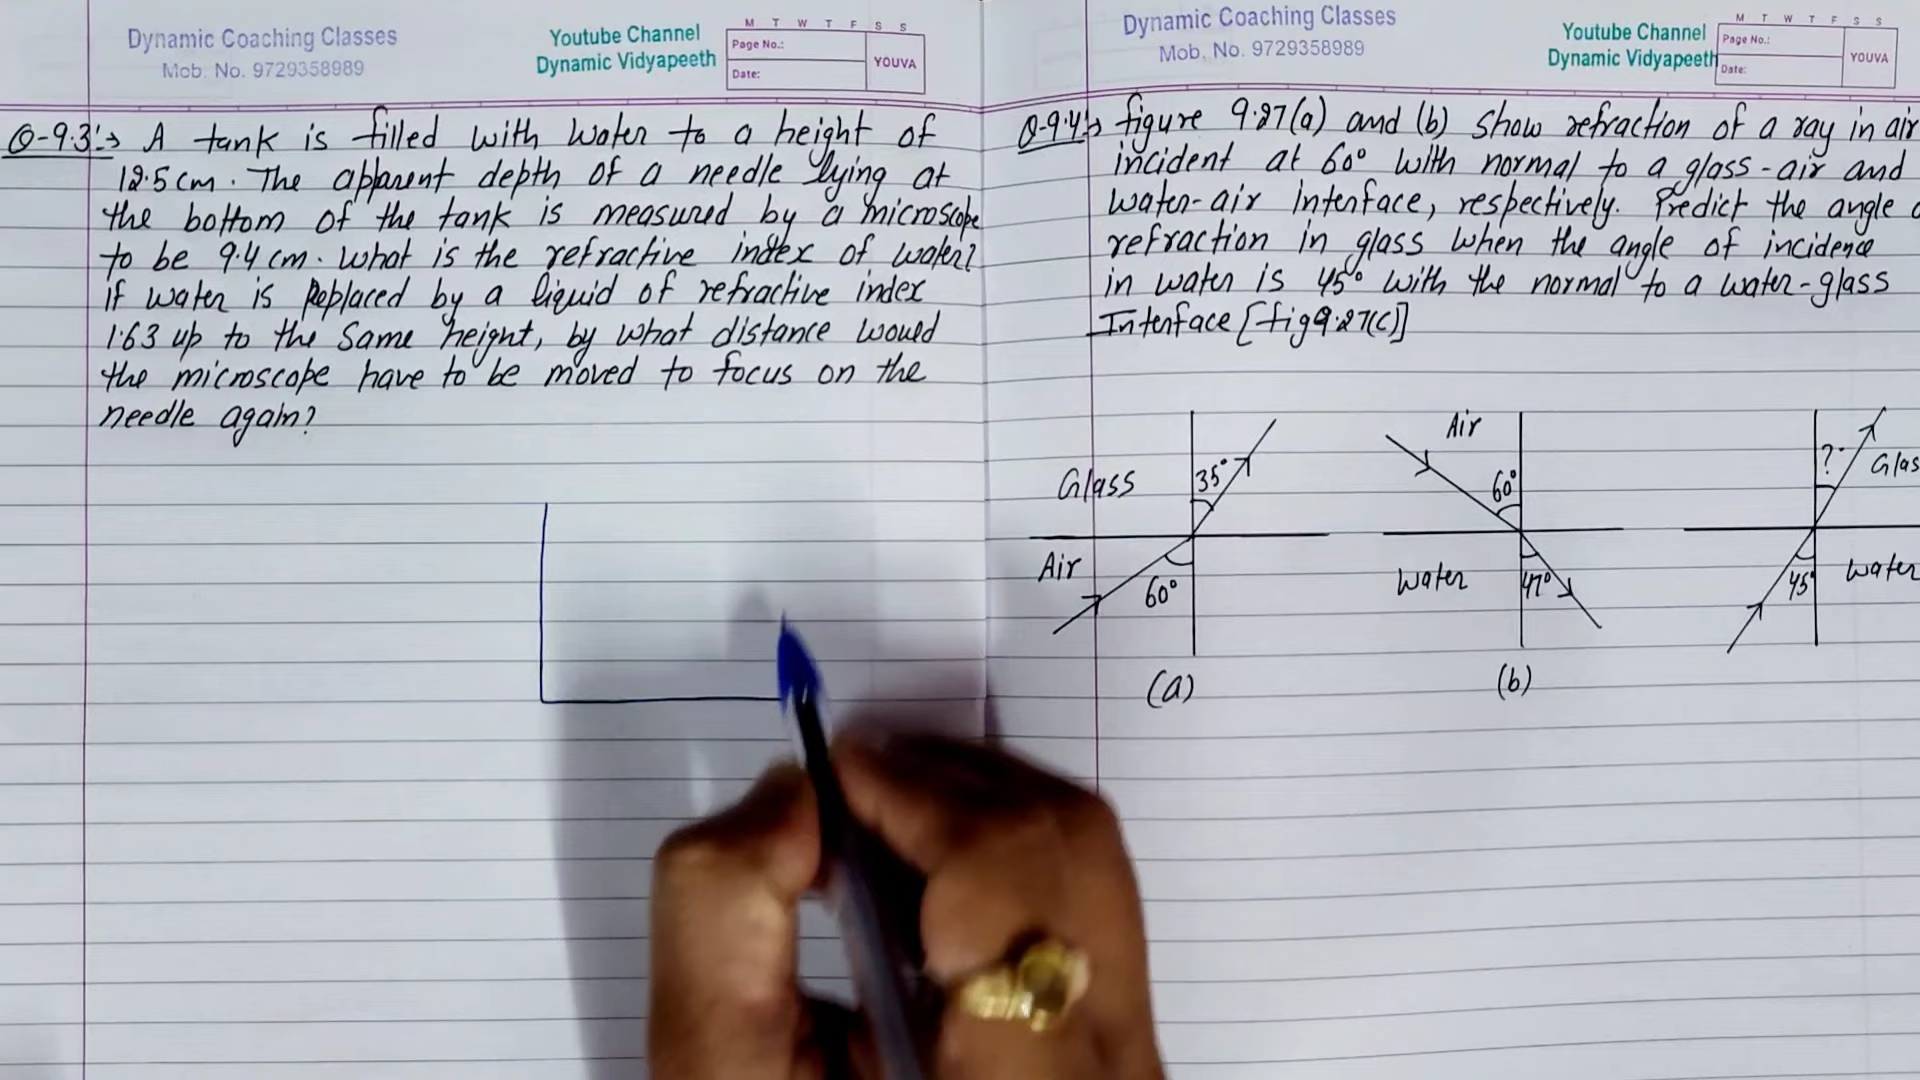 Dynamic Coaching Classes
Mob. No. 9729358989
Youtube Channel
Dynamic Vidyapeeth
M T W T F S S
Page No.:
Date:
YOUVA
Q-9.3:→ A tank is filled with water to a height of
12.5cm. The apparent depth of a needle lying at
the bottom of the tank is measured by a microscope
to be 9.4 cm. What is the refractive index of water?
if water is Replaced by a liquid of refractive index
1.63 up to the same height, by what distance would
the microscope have to be moved to focus on the
needle again?
Dynamic Coaching Classes
Mob. No. 9729358989
Youtube Channel
Dynamic Vidyapeeth
M T W T F S S
Page No.:
Date:
YOUVA
Q-9.4:→ figure 9.27(a) and (b) show refraction of a ray in air
incident at 60° with normal to a glass-air and
water-air interface, respectively. Predict the angle
refraction in glass when the angle of incidence
in water is 45° with the normal to a water-glass
Interface [fig 9.27(c)]
Glass
35°
Air
60°
(a)
Air
60°
Water
47°
(b)
?
45°
Water